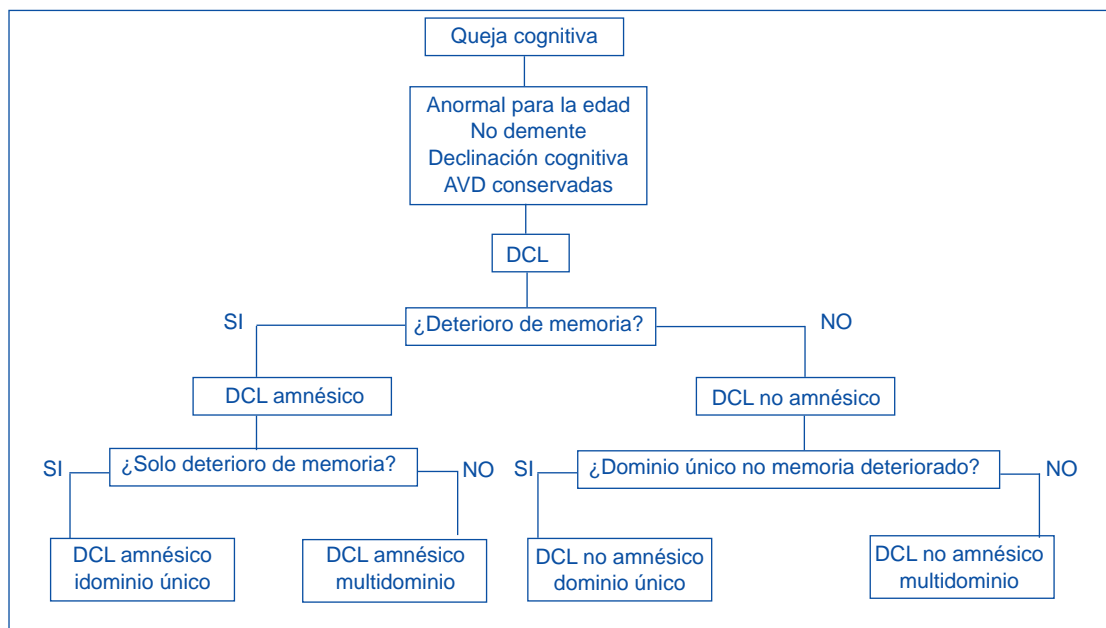 Queja cognitiva
Anormal para la edad
No demente
Declinación cognitiva
AVD conservadas
DCL
SI
¿Deterioro de memoria?
NO
DCL amnésico
DCL no amnésico
SI
¿Solo deterioro de memoria?
NO
SI
¿Dominio único no memoria deteriorado?
NO
DCL amnésico
idominio único
DCL amnésico
multidominio
DCL no amnésico
dominio único
DCL no amnésico
multidominio